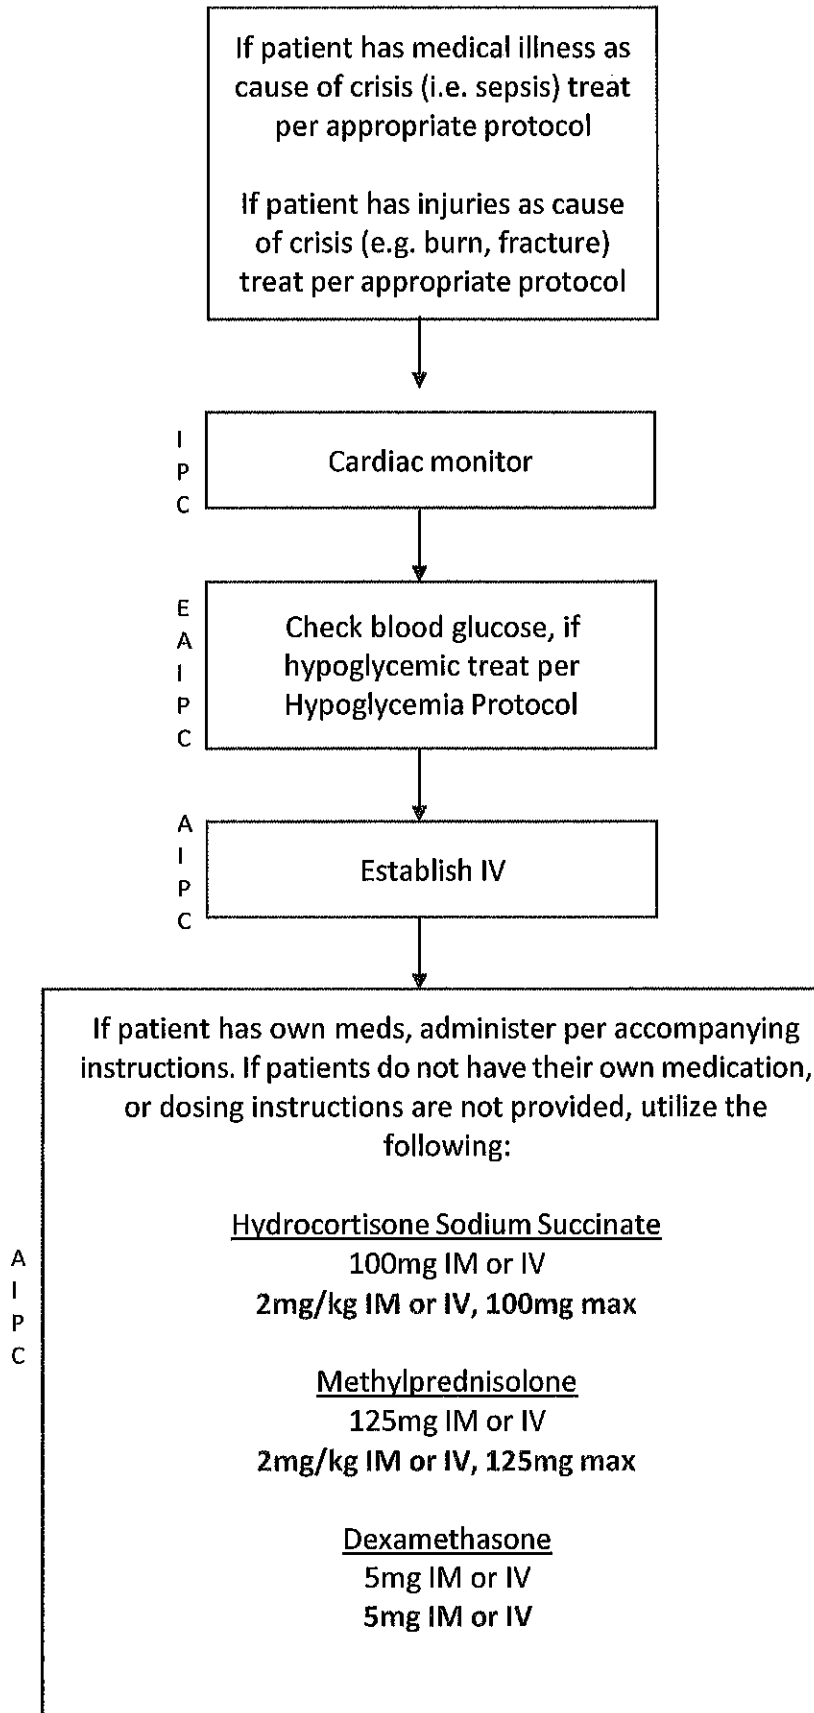 If patient has medical illness as
cause of crisis (i.e. sepsis) treat
per appropriate protocol
If patient has injuries as cause
of crisis (e.g. burn, fracture)
treat per appropriate protocol
I
P
C
Cardiac monitor
E
A
I
P
C
Check blood glucose, if
hypoglycemic treat per
Hypoglycemia Protocol
A
I
P
C
Establish IV
A
I
P
C
If patient has own meds, administer per accompanying
instructions. If patients do not have their own medication,
or dosing instructions are not provided, utilize the
following:
Hydrocortisone Sodium Succinate
100mg IM or IV
2mg/kg IM or IV, 100mg max
Methylprednisolone
125mg IM or IV
2mg/kg IM or IV, 125mg max
Dexamethasone
5mg IM or IV
5mg IM or IV